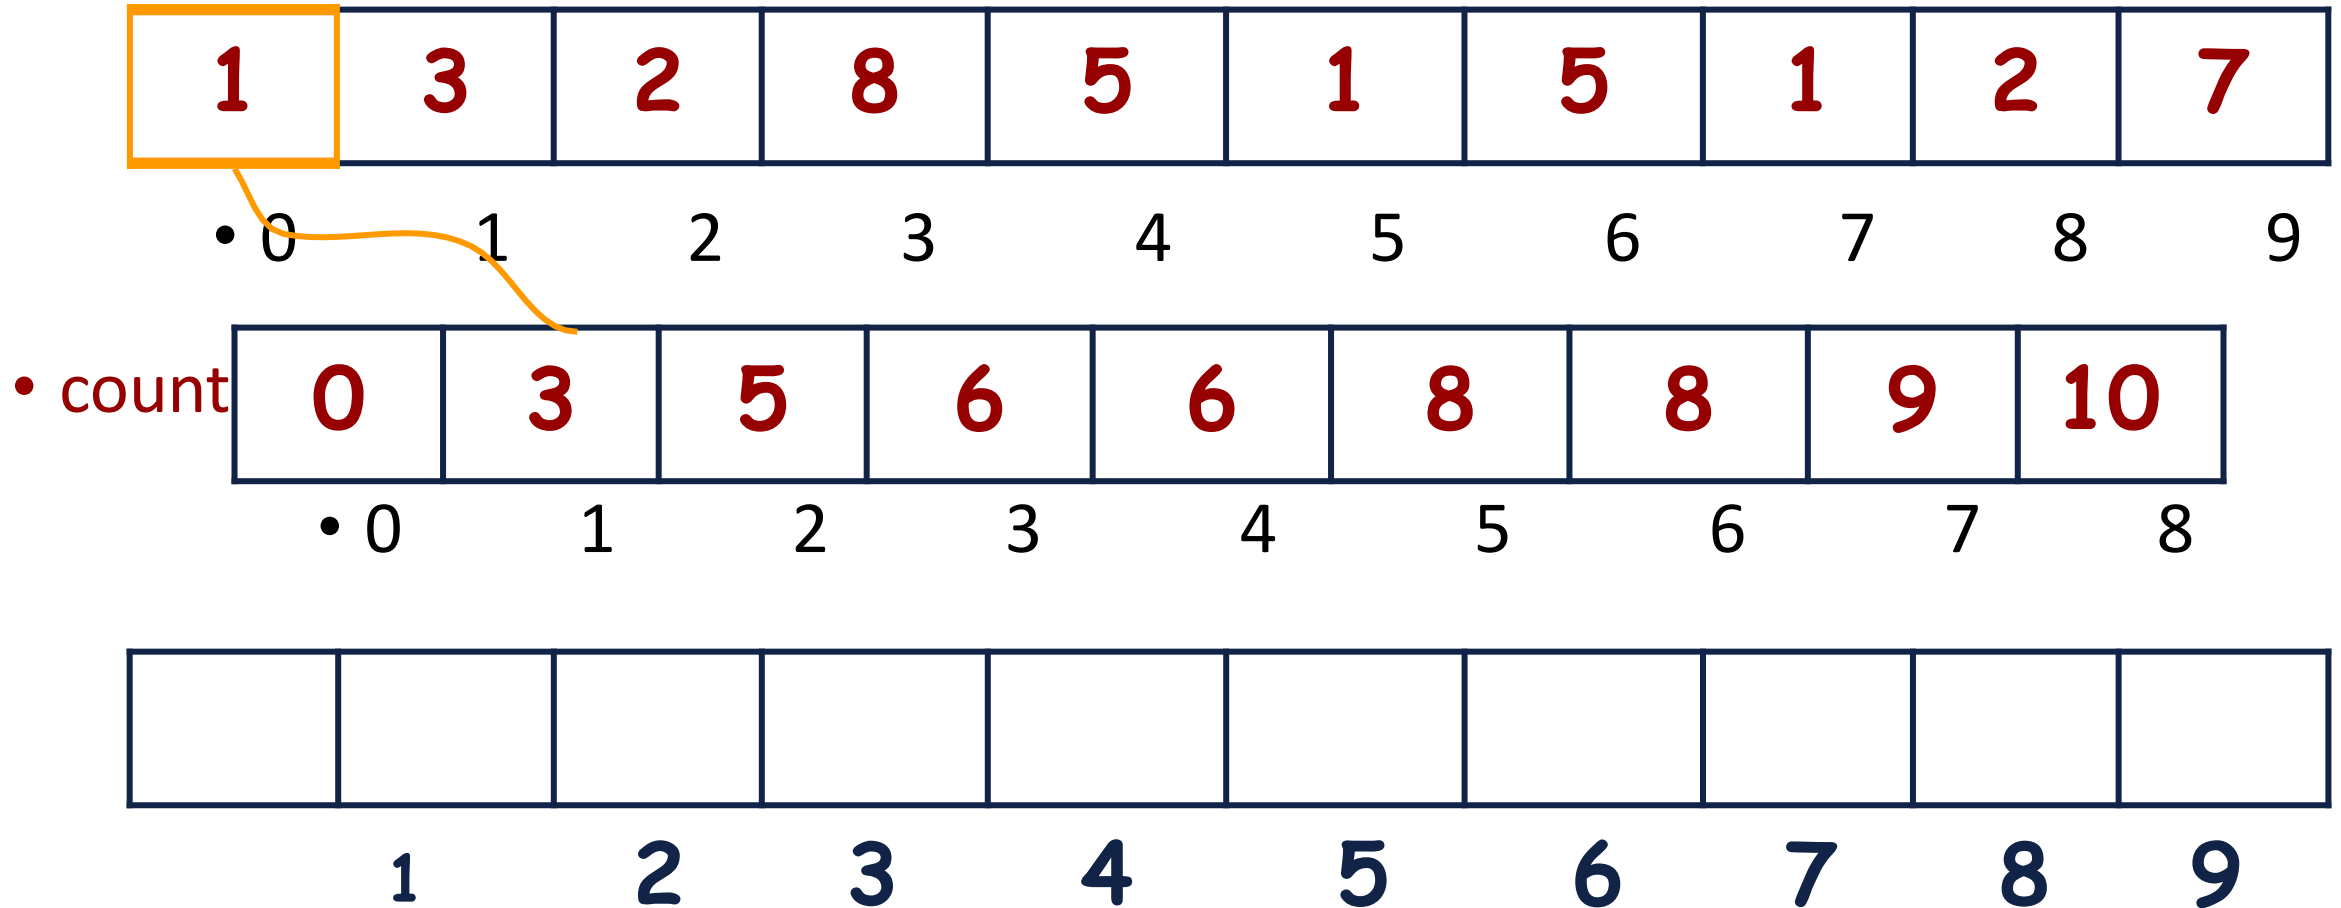 1 3 2 8 5 1 5 1 2 7
• 0 1 2 3 4 5 6 7 8 9
• count 0 3 5 6 6 8 8 9 10
• 0 1 2 3 4 5 6 7 8
1 2 3 4 5 6 7 8 9